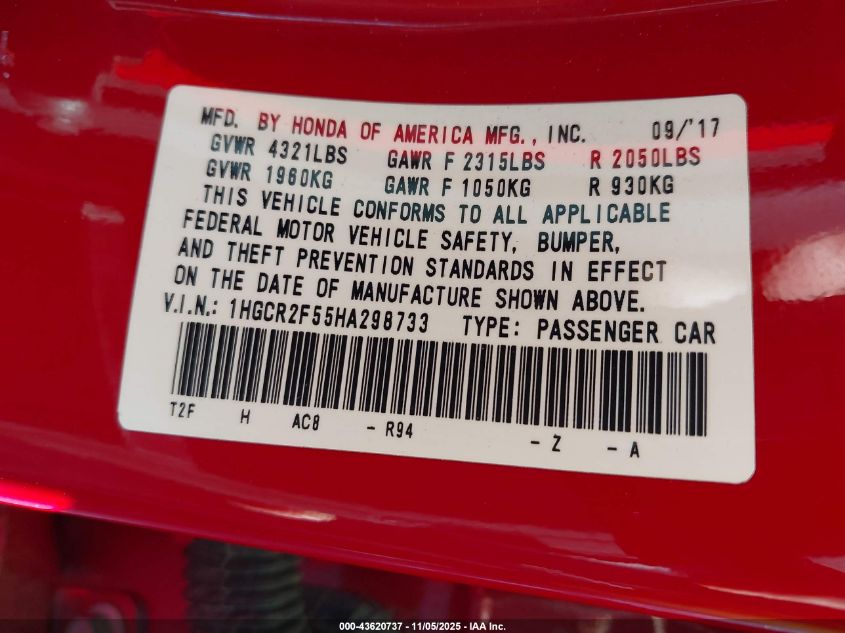 MFD. BY HONDA OF AMERICA MFG., INC. 09/'17
GVWR 4321LBS GAWR F 2315LBS R 2050LBS
GVWR 1960KG GAWR F 1050KG R 930KG
THIS VEHICLE CONFORMS TO ALL APPLICABLE
FEDERAL MOTOR VEHICLE SAFETY, BUMPER,
AND THEFT PREVENTION STANDARDS IN EFFECT
ON THE DATE OF MANUFACTURE SHOWN ABOVE.
V.I.N.: 1HGCR2F55HA298733 TYPE: PASSENGER CAR
T2F H AC8 - R94 - Z - A
000-43620737 - 11/05/2025 - IAA Inc.